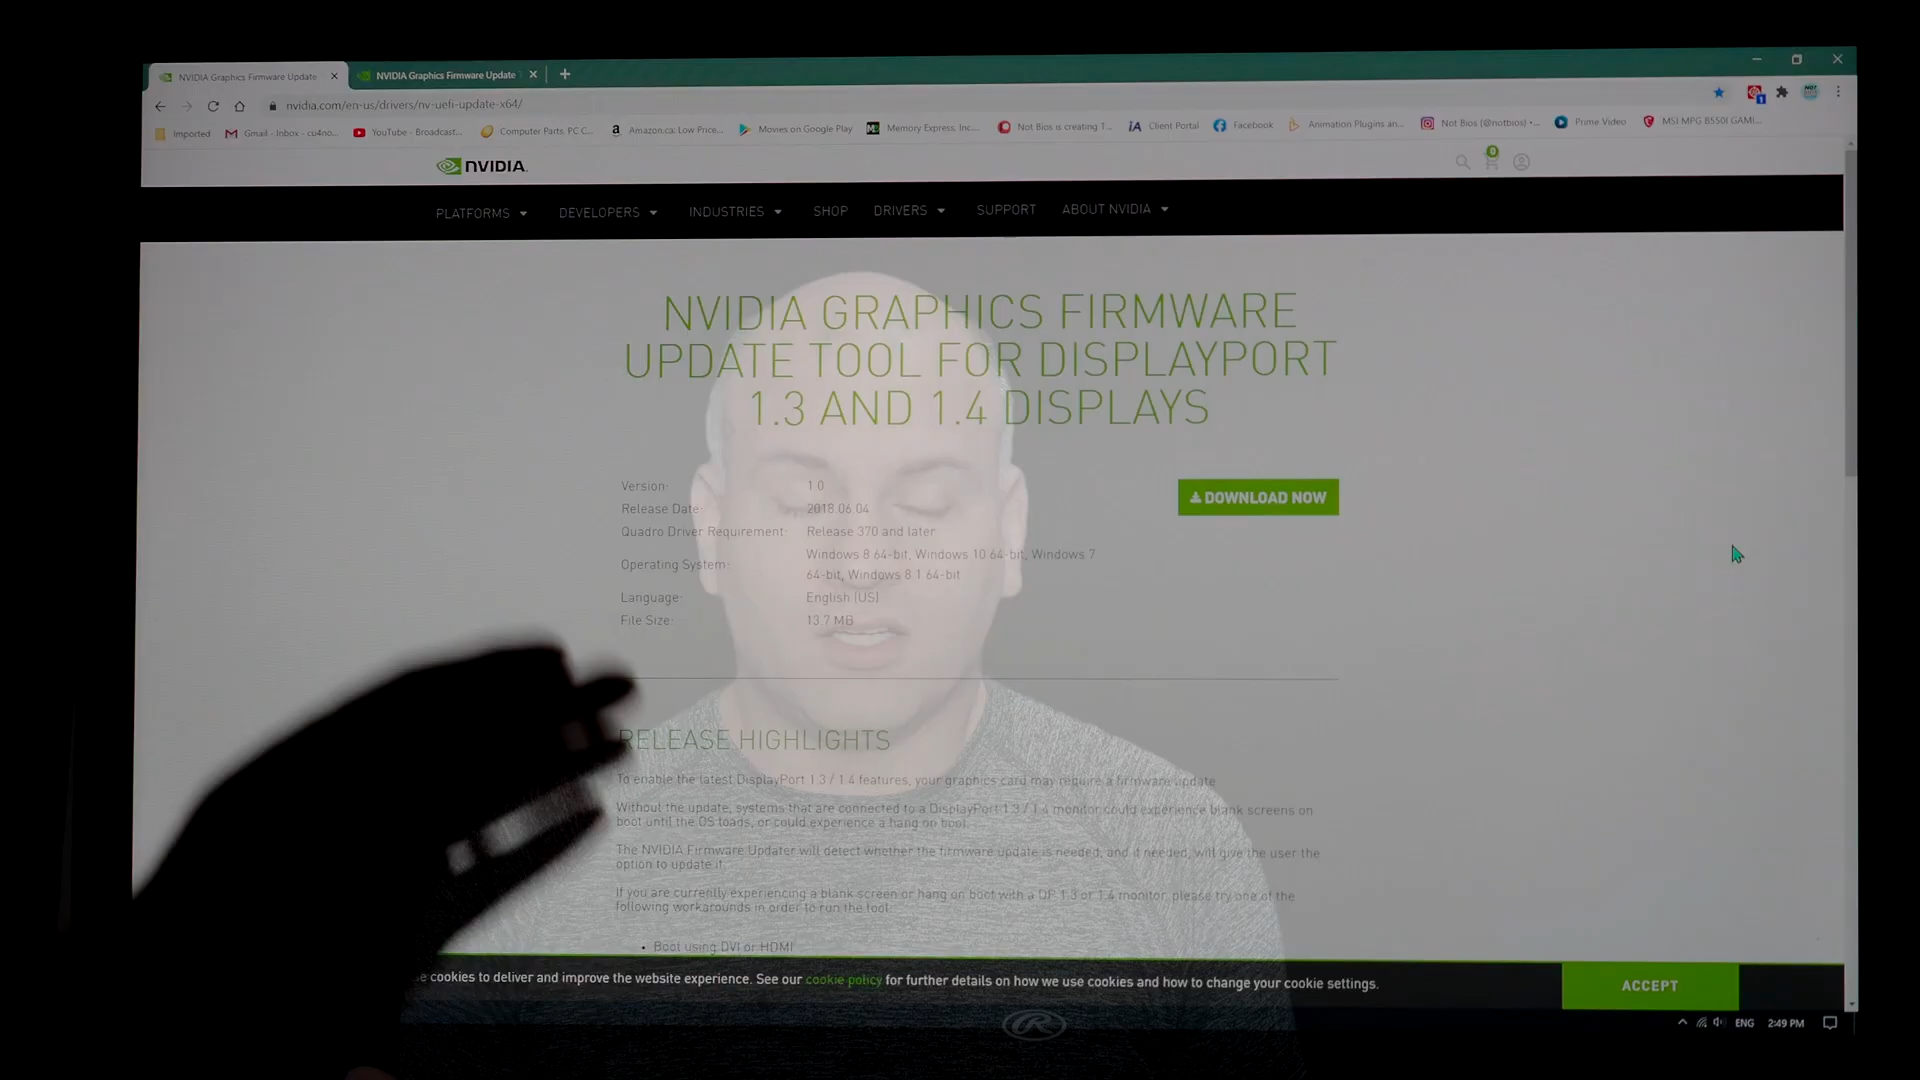 NVIDIA Graphics Firmware Update
NVIDIA Graphics Firmware Update
nvidia.com/en-us/drivers/nv-uefi-update-x64/
Imported
Gmail - Inbox - cu4no...
YouTube - Broadcast...
Computer Parts, PC C...
Amazon.ca: Low Price...
Movies on Google Play
Memory Express, Inc....
Not Bios is creating T...
Client Portal
Facebook
Animation Plugins an...
Not Bios (@notbios) •...
Prime Video
MSI MPG B550I GAMI...
NVIDIA.
0
PLATFORMS
DEVELOPERS
INDUSTRIES
SHOP
DRIVERS
SUPPORT
ABOUT NVIDIA
NVIDIA GRAPHICS FIRMWARE
UPDATE TOOL FOR DISPLAYPORT
1.3 AND 1.4 DISPLAYS
Version: 1.0
Release Date: 2018.06.04
Quadro Driver Requirement: Release 370 and later
Operating System: Windows 8 64-bit, Windows 10 64-bit, Windows 7
64-bit, Windows 8.1 64-bit
Language: English (US)
File Size: 13.7 MB
DOWNLOAD NOW
RELEASE HIGHLIGHTS
To enable the latest DisplayPort 1.3 / 1.4 features, your graphics card may require a firmware update
Without the update, systems that are connected to a DisplayPort 1.3 / 1.4 monitor could experience blank screens on
boot until the OS loads, or could experience a hang on boot.
The NVIDIA Firmware Updater will detect whether the firmware update is needed, and if needed, will give the user the
option to update it.
If you are currently experiencing a blank screen or hang on boot with a DP 1.3 or 1.4 monitor, please try one of the
following workarounds in order to run the tool:
• Boot using DVI or HDMI
cookies to deliver and improve the website experience. See our cookie policy for further details on how we use cookies and how to change your cookie settings.
ACCEPT
ENG
2:49 PM